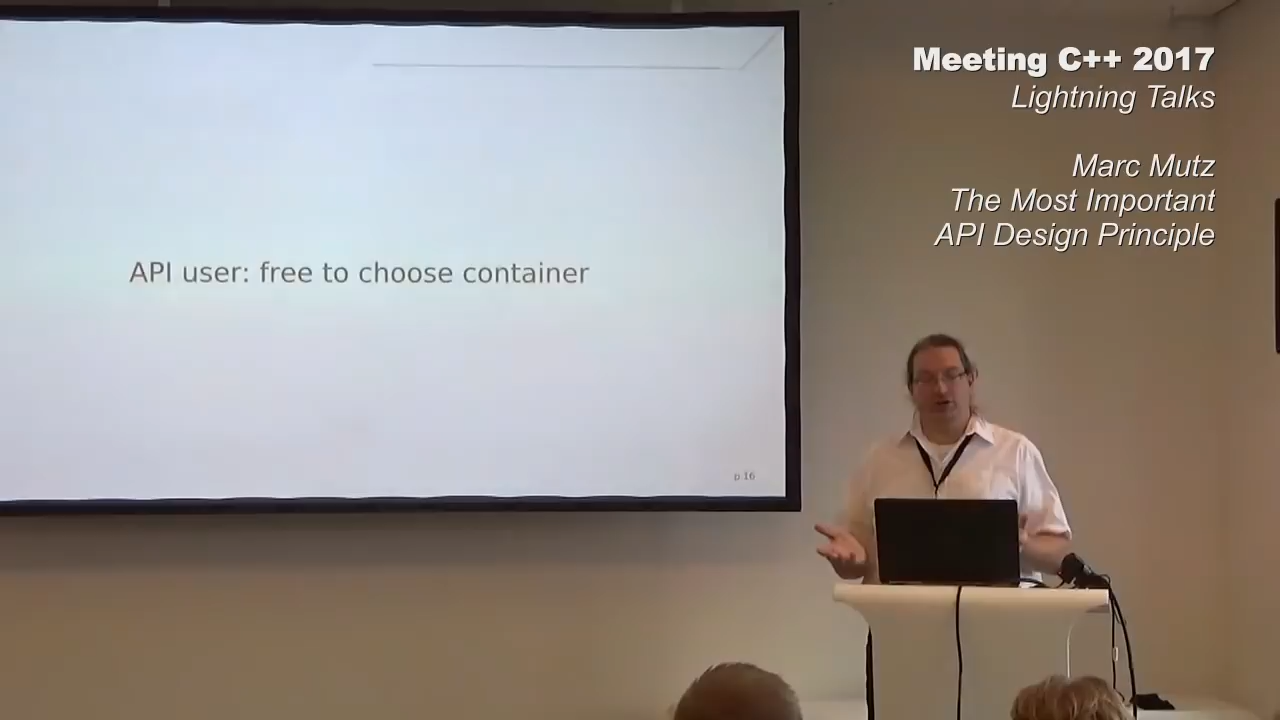 API user: free to choose container
p 16
Meeting C++ 2017
Lightning Talks
Marc Mutz
The Most Important
API Design Principle